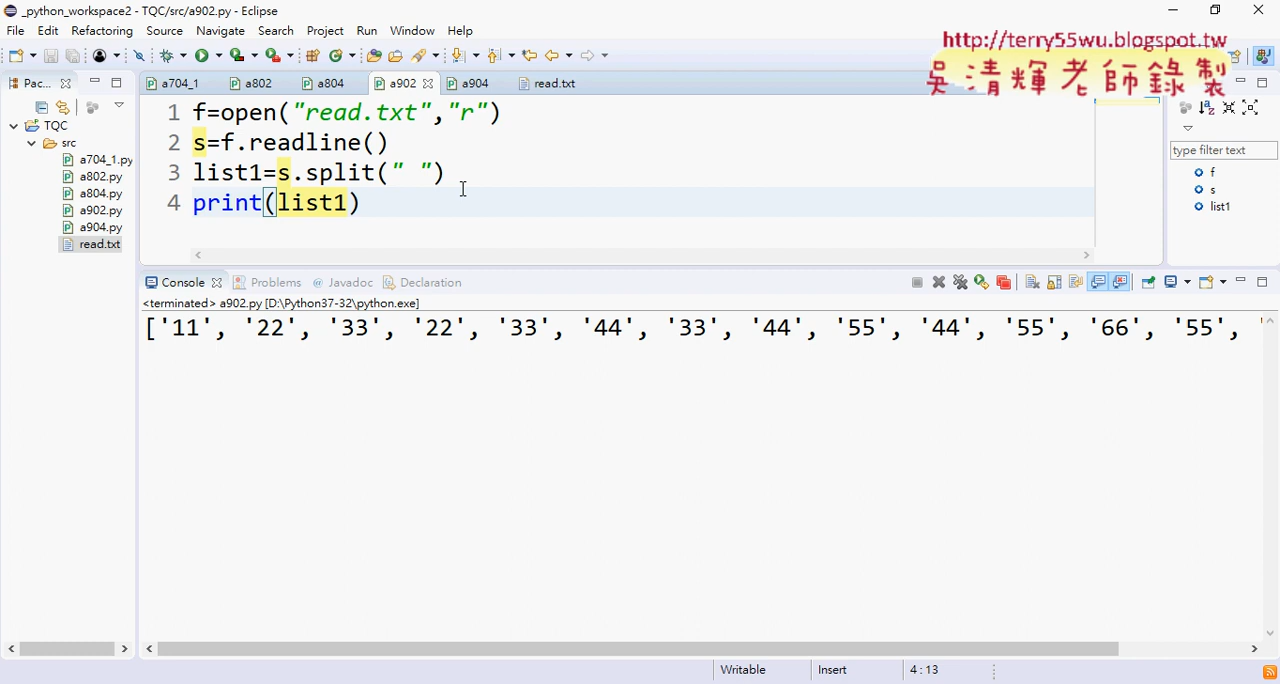 _python_workspace2 - TQC/src/a902.py - Eclipse
File Edit Refactoring Source Navigate Search Project Run Window Help
http://terry55wu.blogspot.tw
吳清輝老師錄製
Pac...
a704_1 a802 a804 a902 a904 read.txt
TQC
src
a704_1.py
a802.py
a804.py
a902.py
a904.py
read.txt
1 f=open("read.txt","r")
2 s=f.readline()
3 list1=s.split(" ")
4 print(list1)
type filter text
f
s
list1
Console Problems @ Javadoc Declaration
<terminated> a902.py [D:\Python37-32\python.exe]
['11', '22', '33', '22', '33', '44', '33', '44', '55', '44', '55', '66', '55', '
Writable Insert 4 : 13